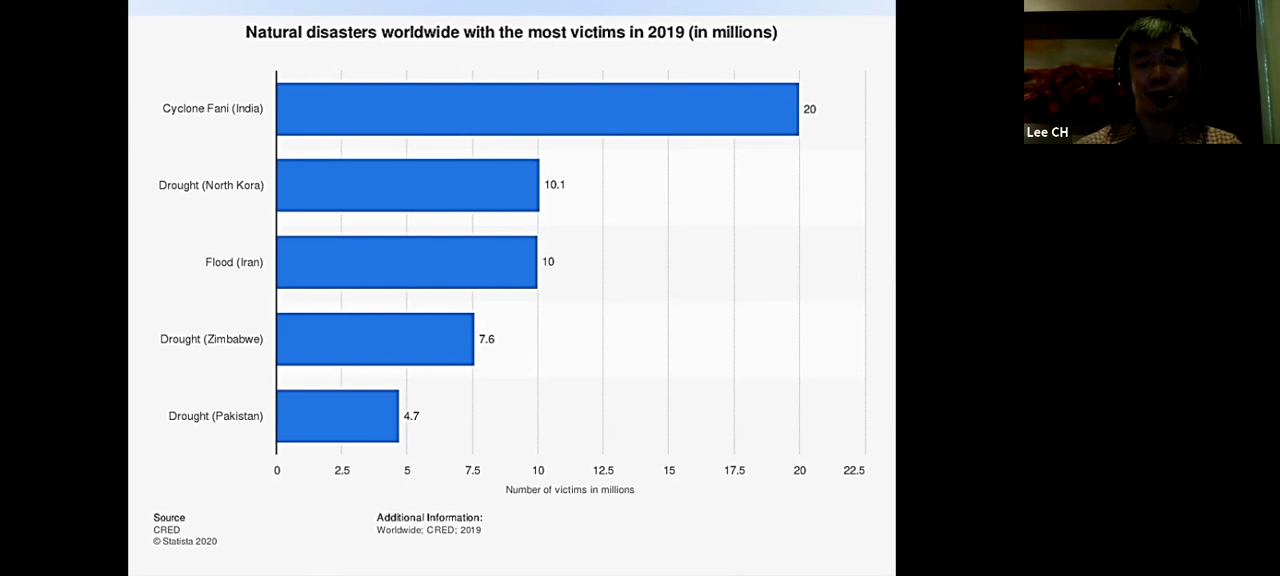 Natural disasters worldwide with the most victims in 2019 (in millions)
Cyclone Fani (India)
20
Drought (North Kora)
10.1
Flood (Iran)
10
Drought (Zimbabwe)
7.6
Drought (Pakistan)
4.7
0 2.5 5 7.5 10 12.5 15 17.5 20 22.5
Number of victims in millions
Source
CRED
© Statista 2020
Additional Information:
Worldwide; CRED; 2019
Lee CH